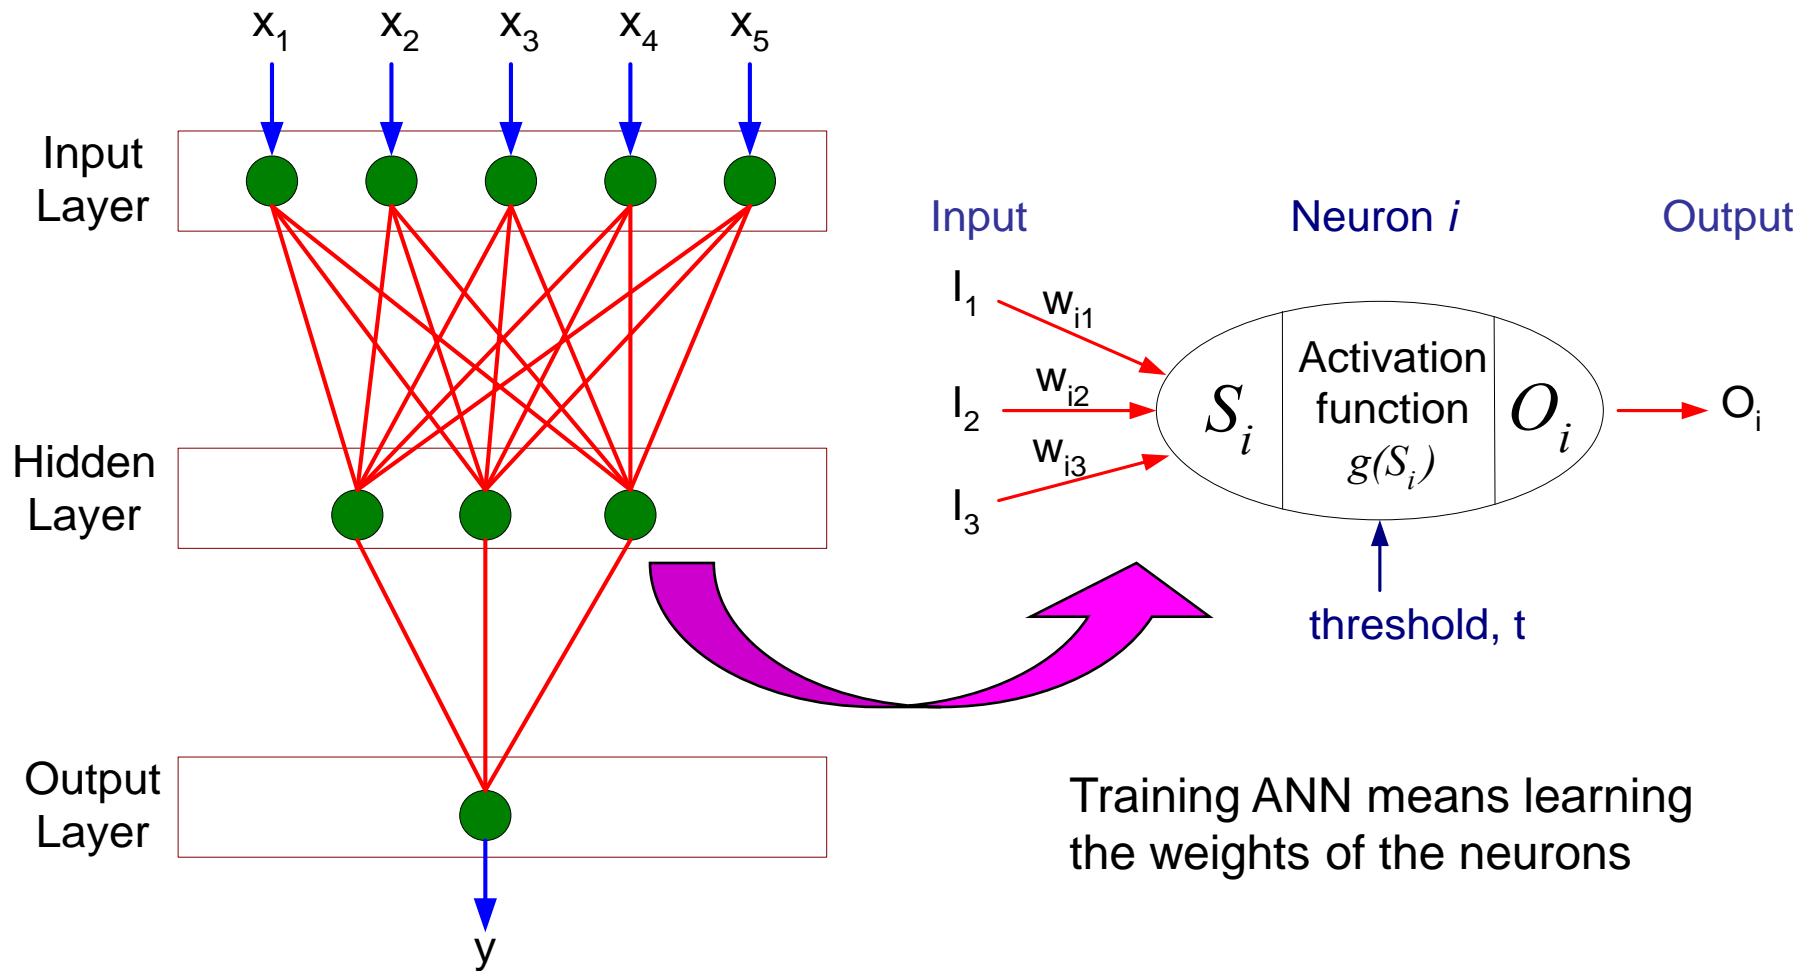 x1 x2 x3 x4 x5
Input
Layer
Hidden
Layer
Output
Layer
y
Input Neuron i Output
I1
wi1
I2
wi2
I3
wi3
Si
Activation
function
g(Si)
Oi
Oi
threshold, t
Training ANN means learning
the weights of the neurons